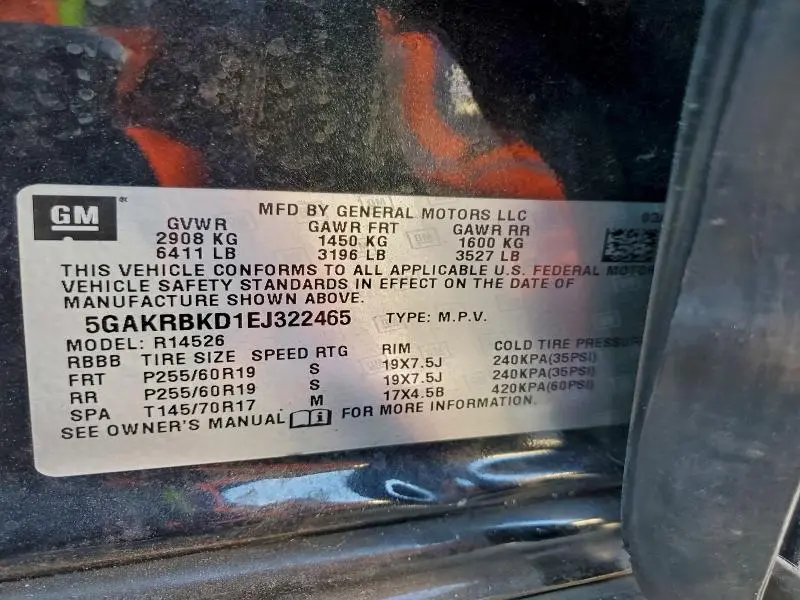 GM
MFD BY GENERAL MOTORS LLC
GVWR GAWR FRT GAWR RR
2908 KG 1450 KG 1600 KG
6411 LB 3196 LB 3527 LB
THIS VEHICLE CONFORMS TO ALL APPLICABLE U.S. FEDERAL MOTOR
VEHICLE SAFETY STANDARDS IN EFFECT ON THE DATE OF
MANUFACTURE SHOWN ABOVE.
5GAKRBKD1EJ322465 TYPE: M.P.V.
MODEL: R14526
RBBB TIRE SIZE SPEED RTG RIM COLD TIRE PRESSUR
FRT P255/60R19 S 19X7.5J 240KPA(35PSI)
RR P255/60R19 S 19X7.5J 240KPA(35PSI)
SPA T145/70R17 M 17X4.5B 420KPA(60PSI)
SEE OWNER'S MANUAL FOR MORE INFORMATION.